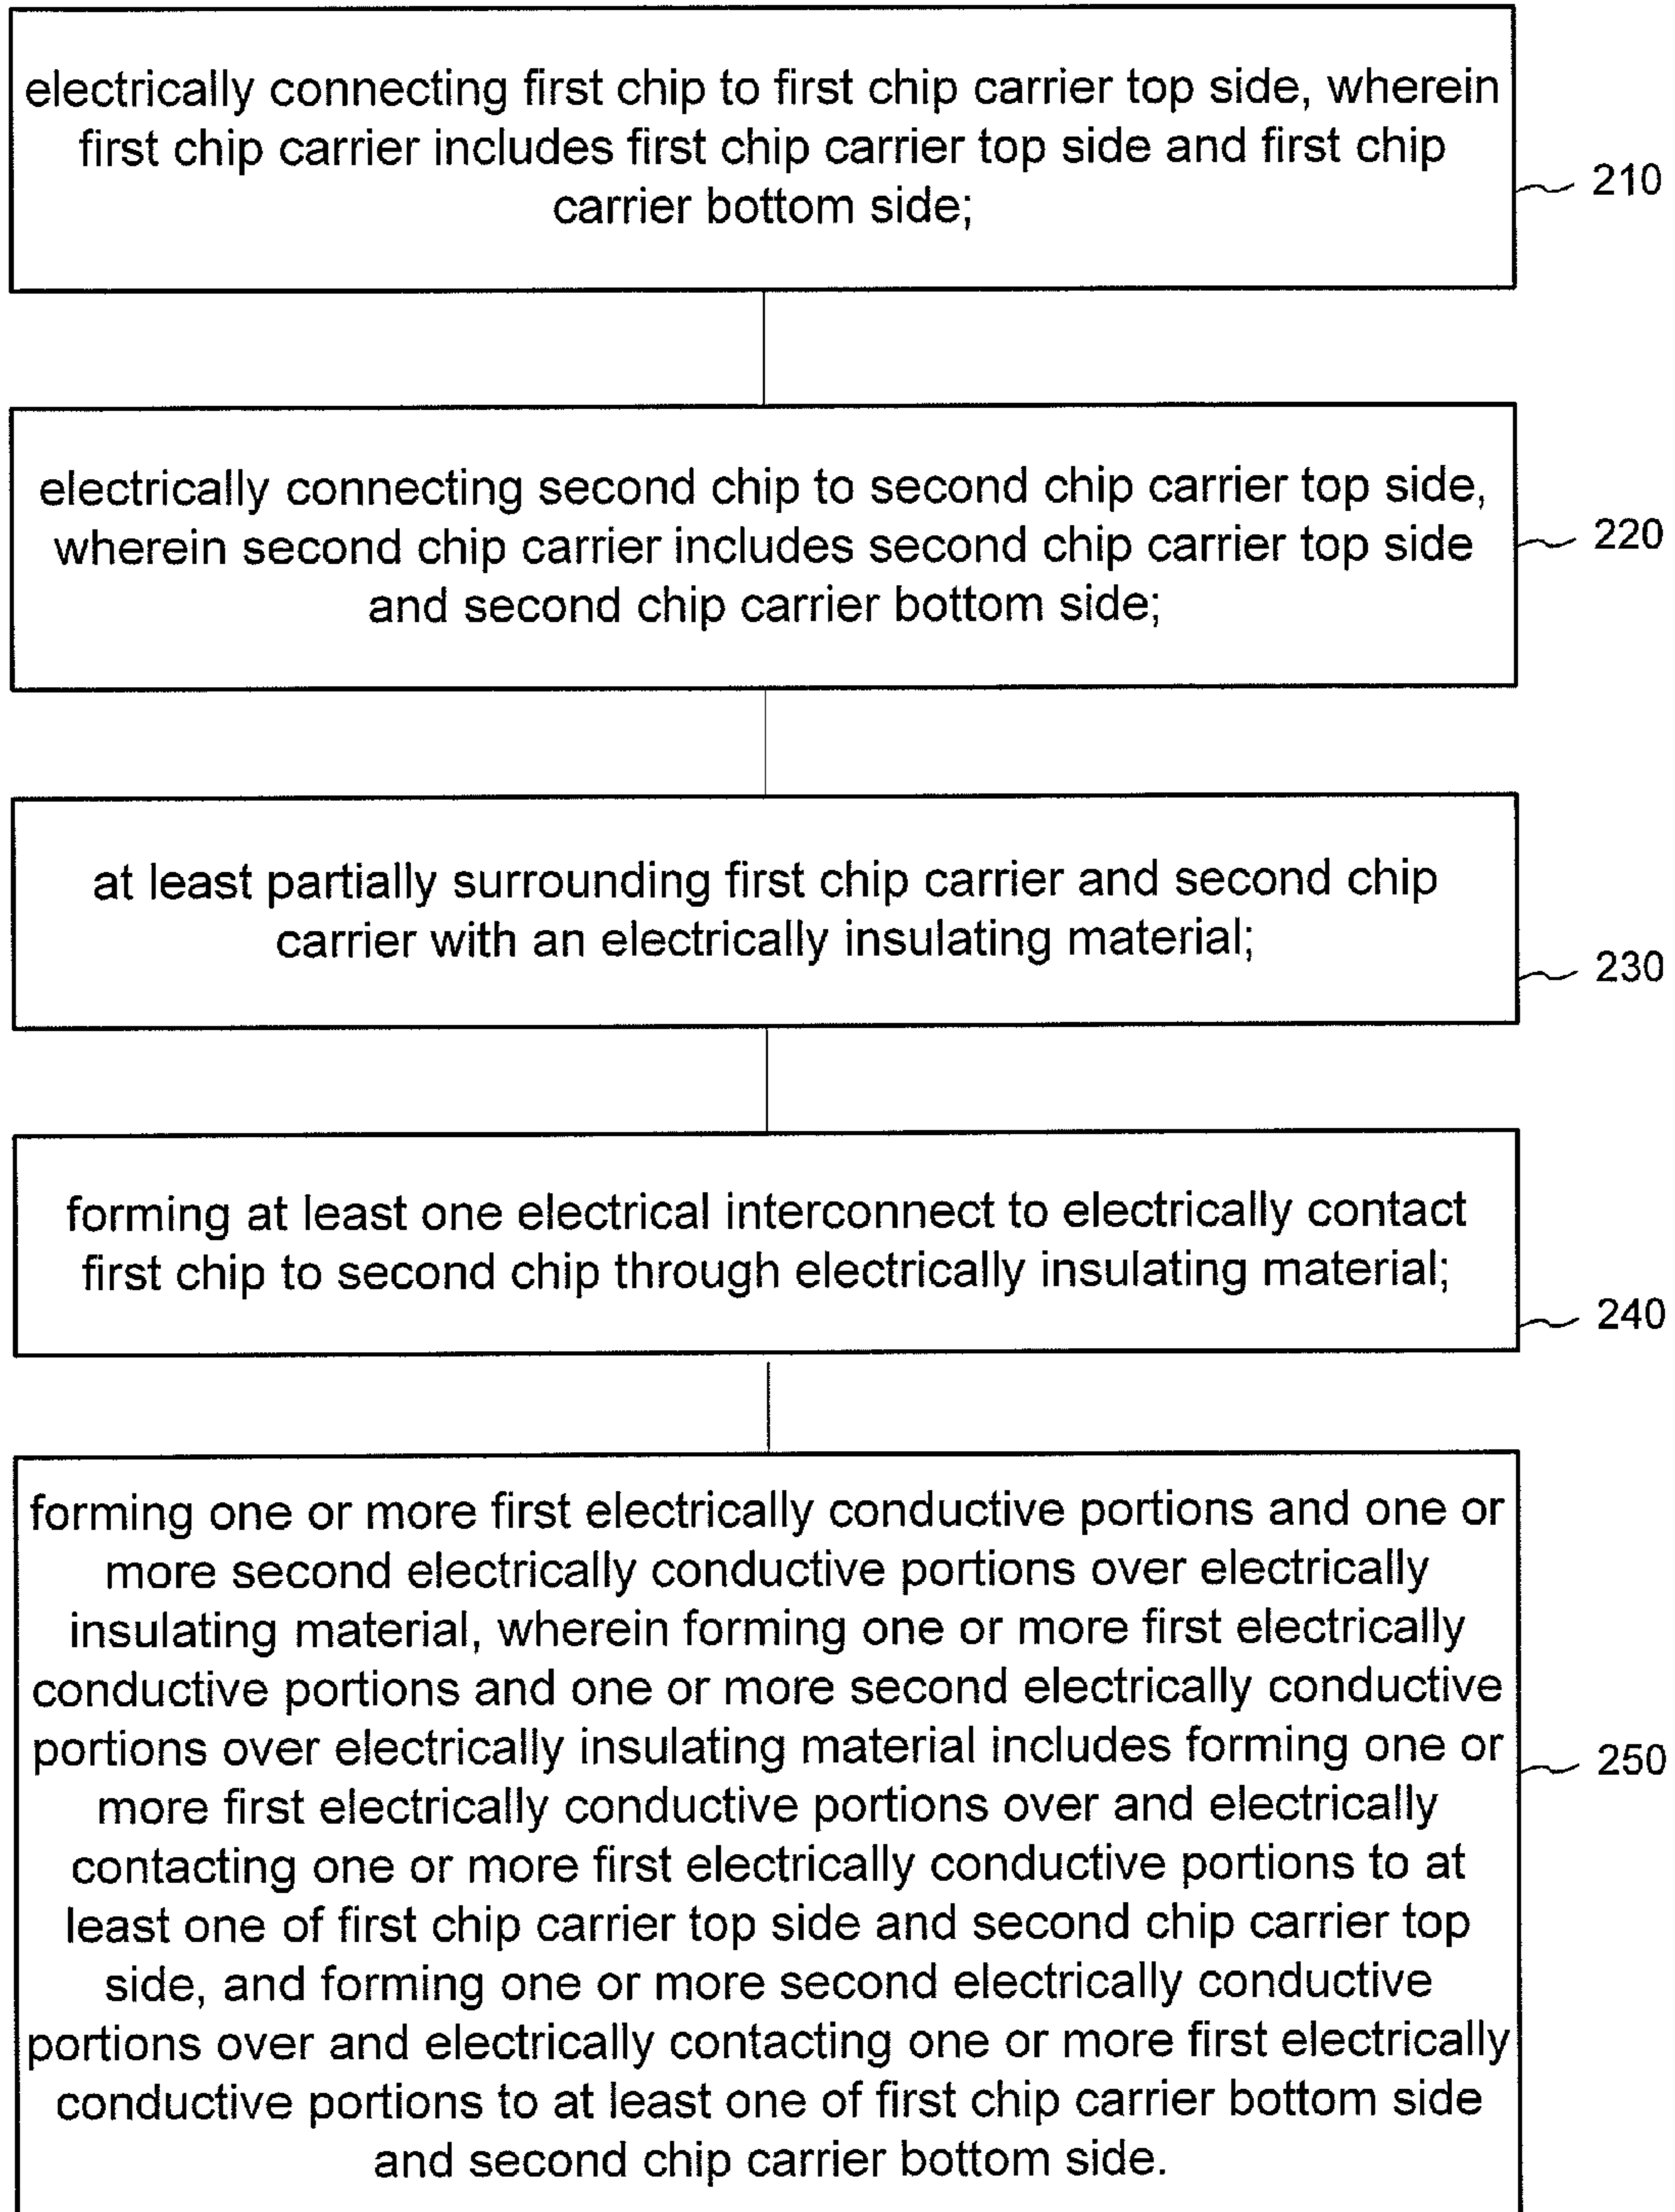 electrically connecting first chip to first chip carrier top side, wherein
first chip carrier includes first chip carrier top side and first chip
carrier bottom side;
210
electrically connecting second chip to second chip carrier top side,
wherein second chip carrier includes second chip carrier top side
and second chip carrier bottom side;
220
at least partially surrounding first chip carrier and second chip
carrier with an electrically insulating material;
230
forming at least one electrical interconnect to electrically contact
first chip to second chip through electrically insulating material;
240
forming one or more first electrically conductive portions and one or
more second electrically conductive portions over electrically
insulating material, wherein forming one or more first electrically
conductive portions and one or more second electrically conductive
portions over electrically insulating material includes forming one or
more first electrically conductive portions over and electrically
contacting one or more first electrically conductive portions to at
least one of first chip carrier top side and second chip carrier top
side, and forming one or more second electrically conductive
portions over and electrically contacting one or more first electrically
conductive portions to at least one of first chip carrier bottom side
and second chip carrier bottom side.
250